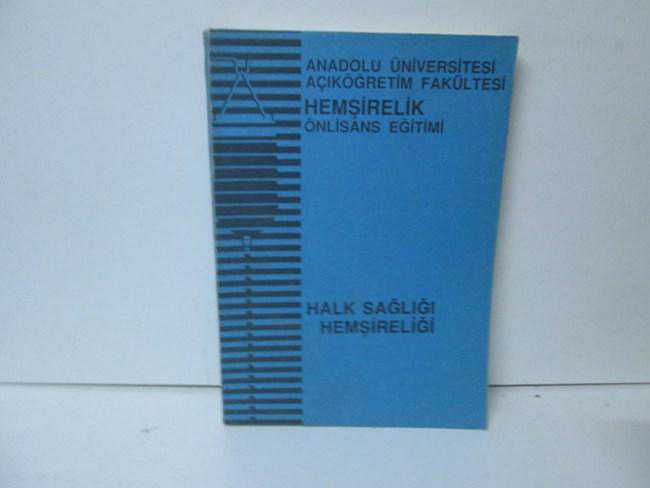 ANADOLU ÜNİVERSİTESİ
AÇIKÖĞRETİM FAKÜLTESİ
HEMŞİRELİK
ÖNLİSANS EĞİTİMİ
HALK SAĞLIĞI
HEMŞİRELİĞİ